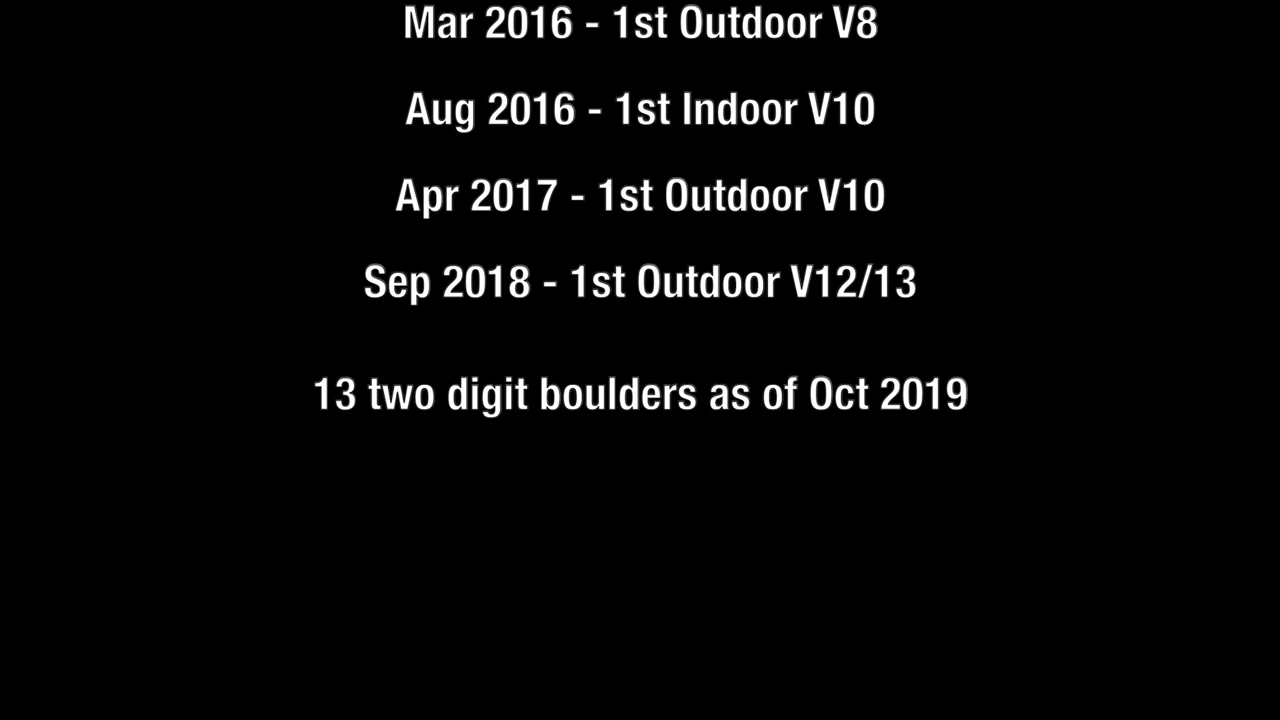 Mar 2016 - 1st Outdoor V8
Aug 2016 - 1st Indoor V10
Apr 2017 - 1st Outdoor V10
Sep 2018 - 1st Outdoor V12/13
13 two digit boulders as of Oct 2019